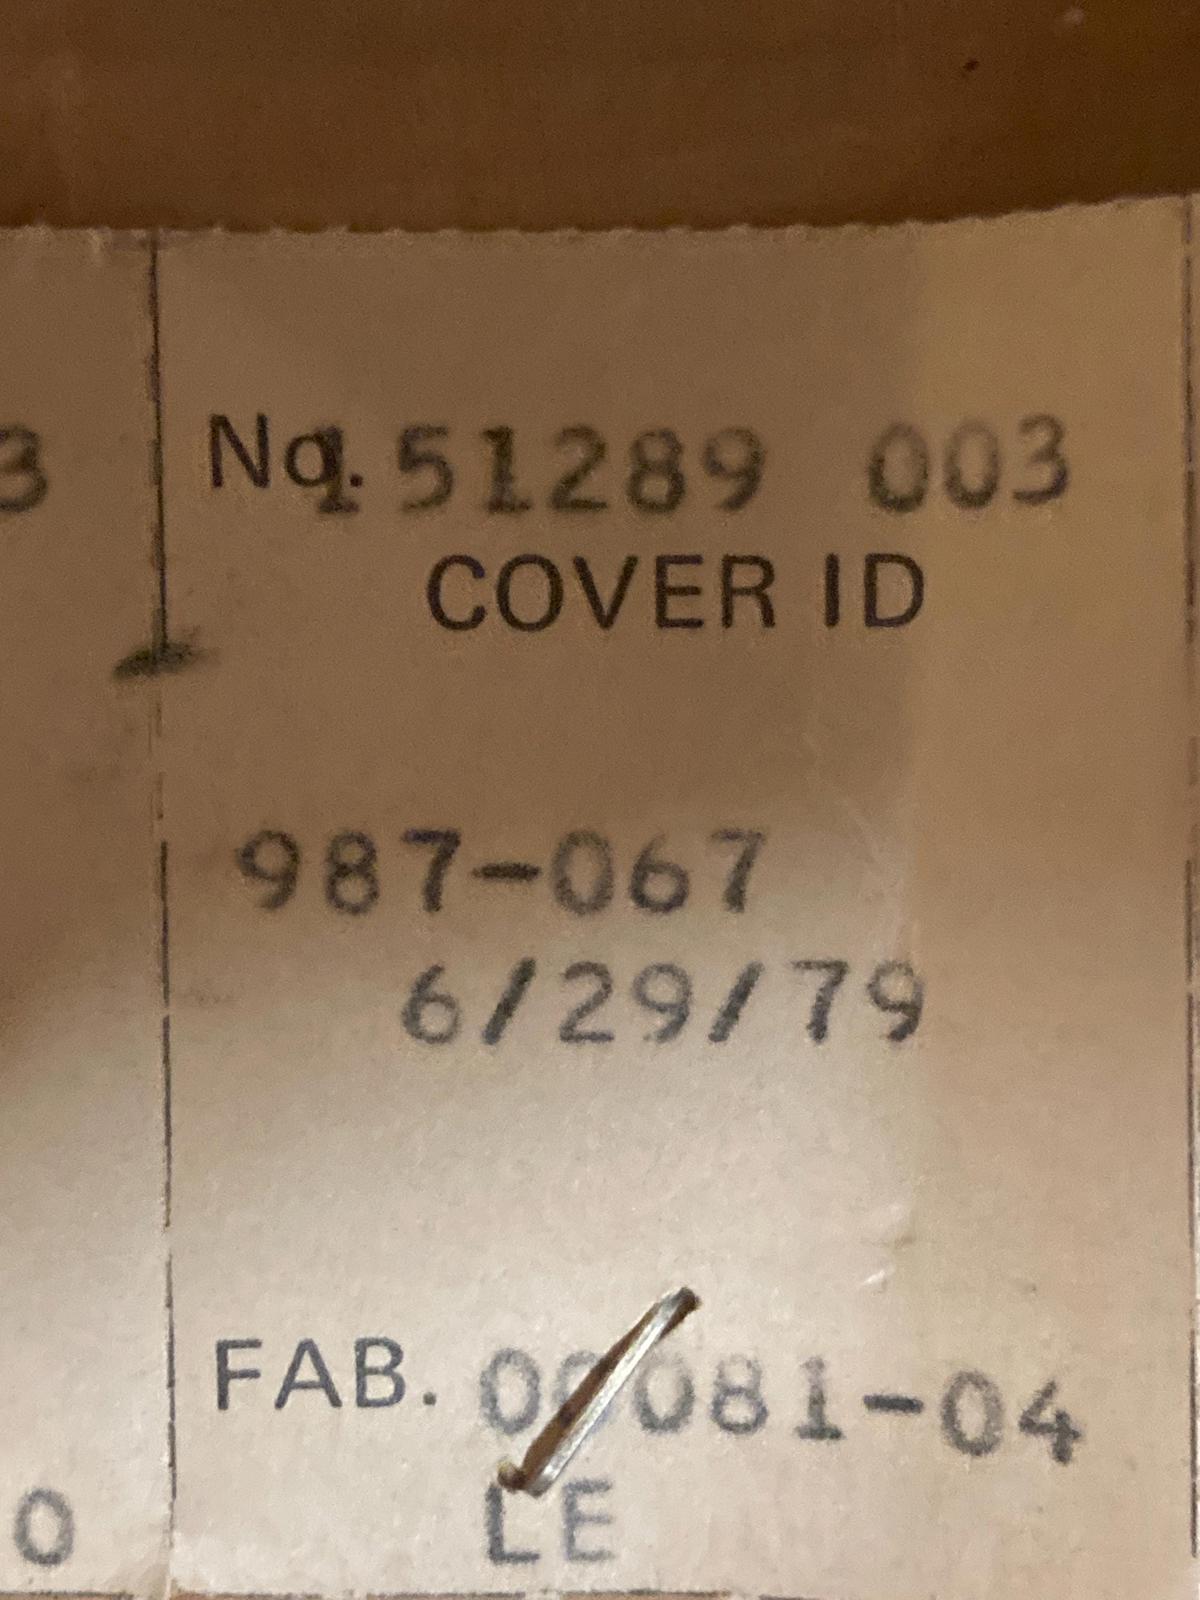 3
No. 151289 003
COVER ID
987-067
6/29/79
FAB. 00081-04
LE
0